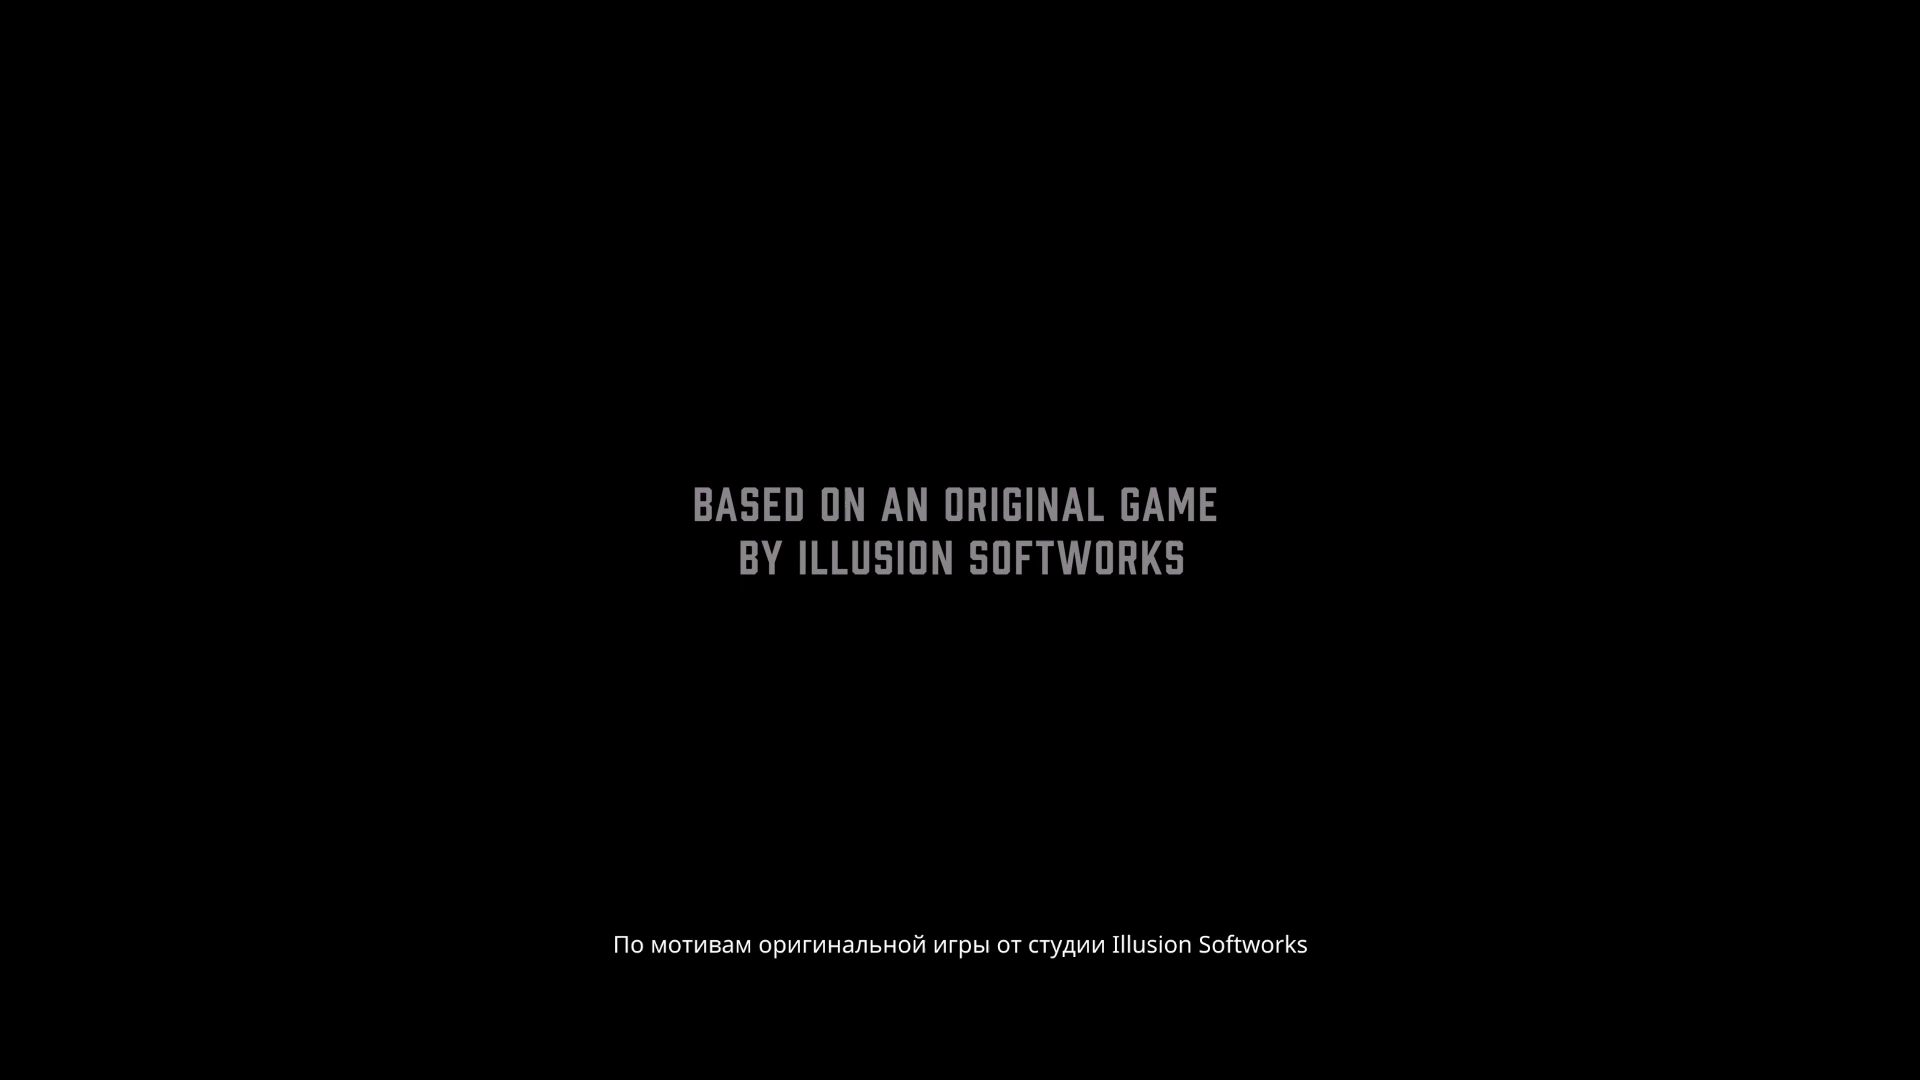 BASED ON AN ORIGINAL GAME
BY ILLUSION SOFTWORKS
По мотивам оригинальной игры от студии Illusion Softworks